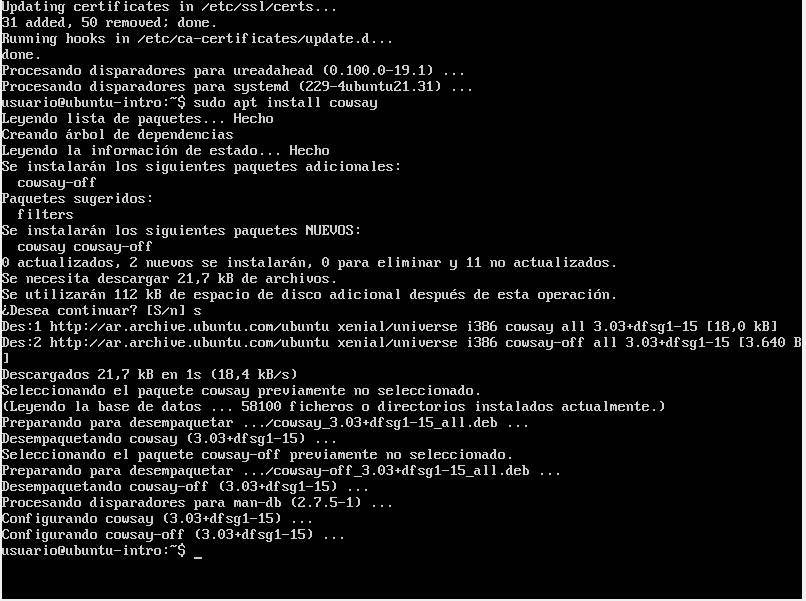 Updating certificates in /etc/ssl/certs...
31 added, 50 removed; done.
Running hooks in /etc/ca-certificates/update.d...
done.
Procesando disparadores para ureadahead (0.100.0-19.1) ...
Procesando disparadores para systemd (229-4ubuntu21.31) ...
usuario@ubuntu-intro:~$ sudo apt install cowsay
Leyendo lista de paquetes... Hecho
Creando árbol de dependencias
Leyendo la información de estado... Hecho
Se instalarán los siguientes paquetes adicionales:
  cowsay-off
Paquetes sugeridos:
  filters
Se instalarán los siguientes paquetes NUEVOS:
  cowsay cowsay-off
0 actualizados, 2 nuevos se instalarán, 0 para eliminar y 11 no actualizados.
Se necesita descargar 21,7 kB de archivos.
Se utilizarán 112 kB de espacio de disco adicional después de esta operación.
¿Desea continuar? [S/n] s
Des:1 http://ar.archive.ubuntu.com/ubuntu xenial/universe i386 cowsay all 3.03+dfsg1-15 [18,0 kB]
Des:2 http://ar.archive.ubuntu.com/ubuntu xenial/universe i386 cowsay-off all 3.03+dfsg1-15 [3.640 B
]
Descargados 21,7 kB en 1s (18,4 kB/s)
Seleccionando el paquete cowsay previamente no seleccionado.
(Leyendo la base de datos ... 58100 ficheros o directorios instalados actualmente.)
Preparando para desempaquetar .../cowsay_3.03+dfsg1-15_all.deb ...
Desempaquetando cowsay (3.03+dfsg1-15) ...
Seleccionando el paquete cowsay-off previamente no seleccionado.
Preparando para desempaquetar .../cowsay-off_3.03+dfsg1-15_all.deb ...
Desempaquetando cowsay-off (3.03+dfsg1-15) ...
Procesando disparadores para man-db (2.7.5-1) ...
Configurando cowsay (3.03+dfsg1-15) ...
Configurando cowsay-off (3.03+dfsg1-15) ...
usuario@ubuntu-intro:~$ _